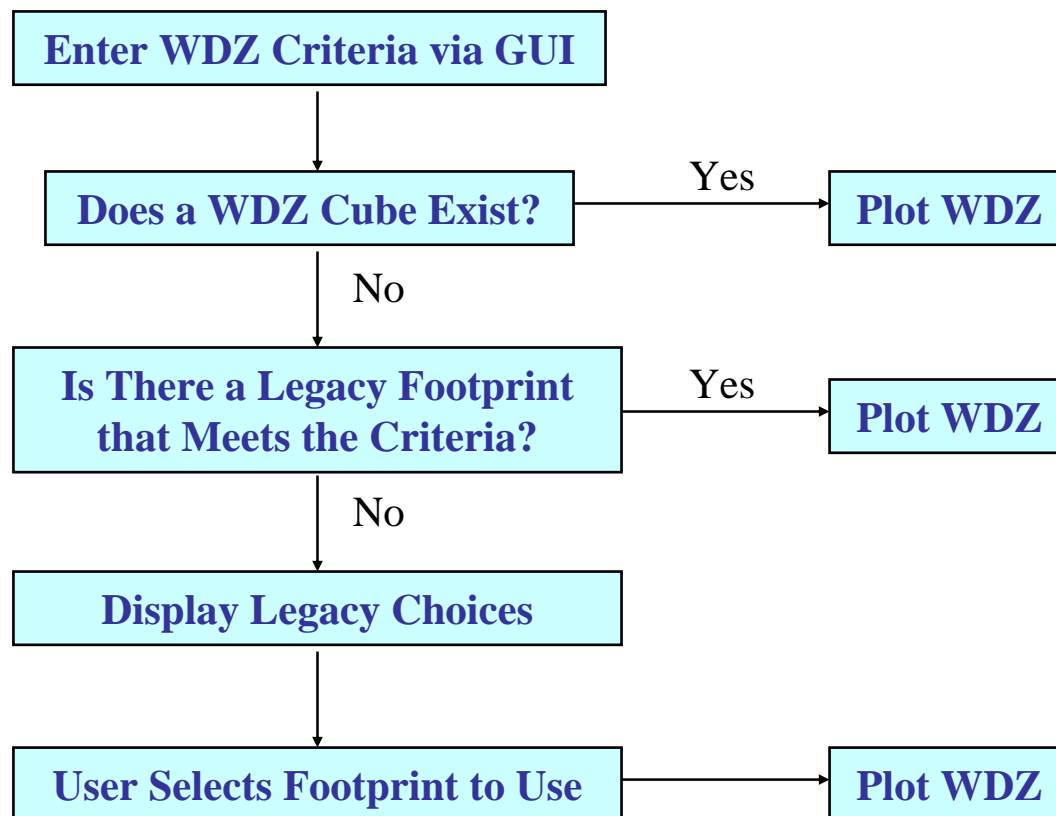 Enter WDZ Criteria via GUI
Does a WDZ Cube Exist?
Yes
Plot WDZ
No
Is There a Legacy Footprint
that Meets the Criteria?
Yes
Plot WDZ
No
Display Legacy Choices
User Selects Footprint to Use
Plot WDZ